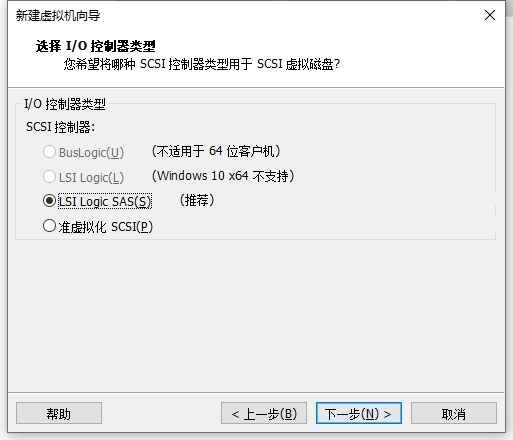 新建虚拟机向导
选择 I/O 控制器类型
您希望将哪种 SCSI 控制器类型用于 SCSI 虚拟磁盘?
I/O 控制器类型
SCSI 控制器:
BusLogic(U) (不适用于 64 位客户机)
LSI Logic(L) (Windows 10 x64 不支持)
LSI Logic SAS(S) (推荐)
准虚拟化 SCSI(P)
帮助 < 上一步(B) 下一步(N) > 取消